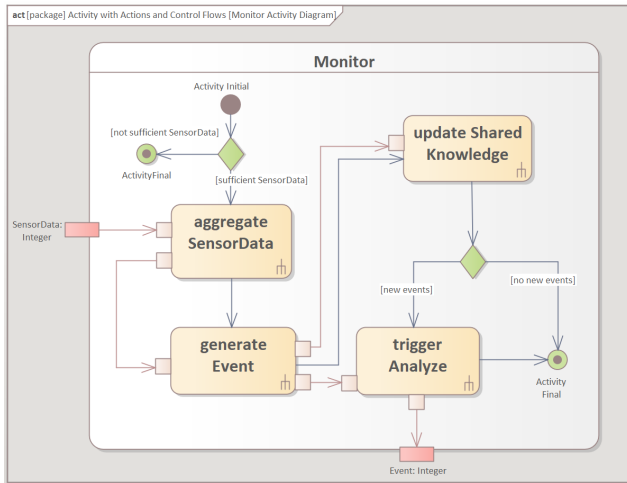 act [package] Activity with Actions and Control Flows [Monitor Activity Diagram]
Monitor
Activity Initial
[not sufficient SensorData]
ActivityFinal
[sufficient SensorData]
update Shared
Knowledge
SensorData:
Integer
aggregate
SensorData
[new events]
[no new events]
generate
Event
trigger
Analyze
Activity
Final
Event: Integer